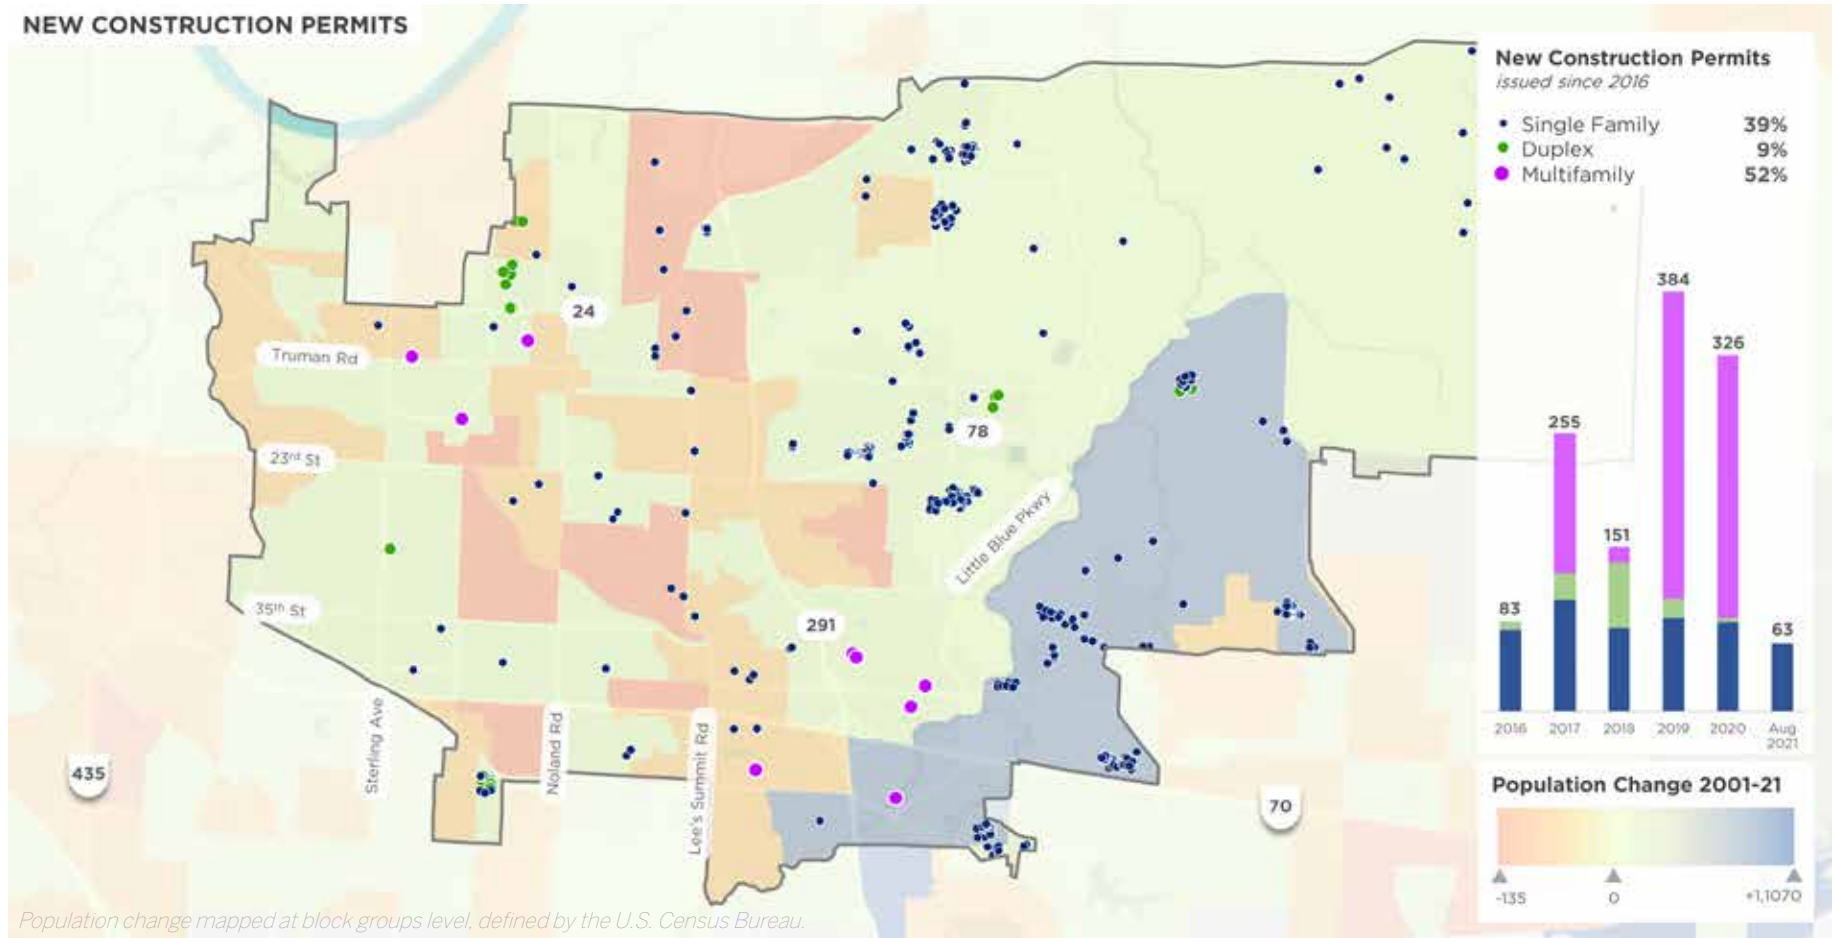 NEW CONSTRUCTION PERMITS
New Construction Permits
issued since 2016
Single Family 39%
Duplex 9%
Multifamily 52%
24
Truman Rd
23rd St
78
Little Blue Pkwy
35th St
291
Sterling Ave
Noland Rd
Lee's Summit Rd
435
70
384
326
255
151
83
63
2016 2017 2018 2019 2020 Aug
2021
Population Change 2001-21
-135 0 +1,1070
Population change mapped at block groups level, defined by the U.S. Census Bureau.